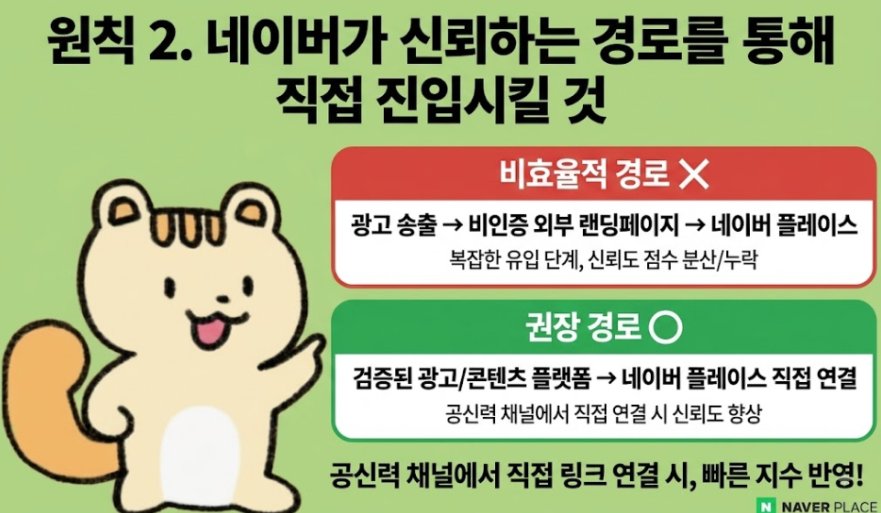 원칙 2. 네이버가 신뢰하는 경로를 통해
직접 진입시킬 것
비효율적 경로 ✕
광고 송출 → 비인증 외부 랜딩페이지 → 네이버 플레이스
복잡한 유입 단계, 신뢰도 점수 분산/누락
권장 경로 ○
검증된 광고/콘텐츠 플랫폼 → 네이버 플레이스 직접 연결
공신력 채널에서 직접 연결 시 신뢰도 향상
공신력 채널에서 직접 링크 연결 시, 빠른 지수 반영!
N NAVER PLACE